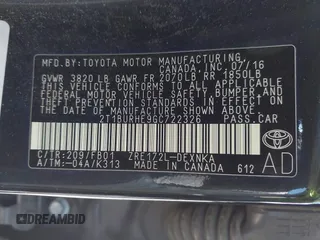 MFD.BY: TOYOTA MOTOR MANUFACTURING
CANADA, INC. 07/16
GVWR 3820 LB GAWR FR 2070LB RR 1850LB
THIS VEHICLE CONFORMS TO ALL APPLICABLE
FEDERAL MOTOR VEHICLE SAFETY, BUMPER, AND
THEFT PREVENTION STANDARDS IN EFFECT ON THE
DATE OF MANUFACTURE SHOWN ABOVE.
2T1BURHE9GC722326 PASS. CAR
C/TR:209/FB01 ZRE172L-DEXNKA
A/TM:-04A/K313 MADE IN CANADA 612
AD
DREAMBID